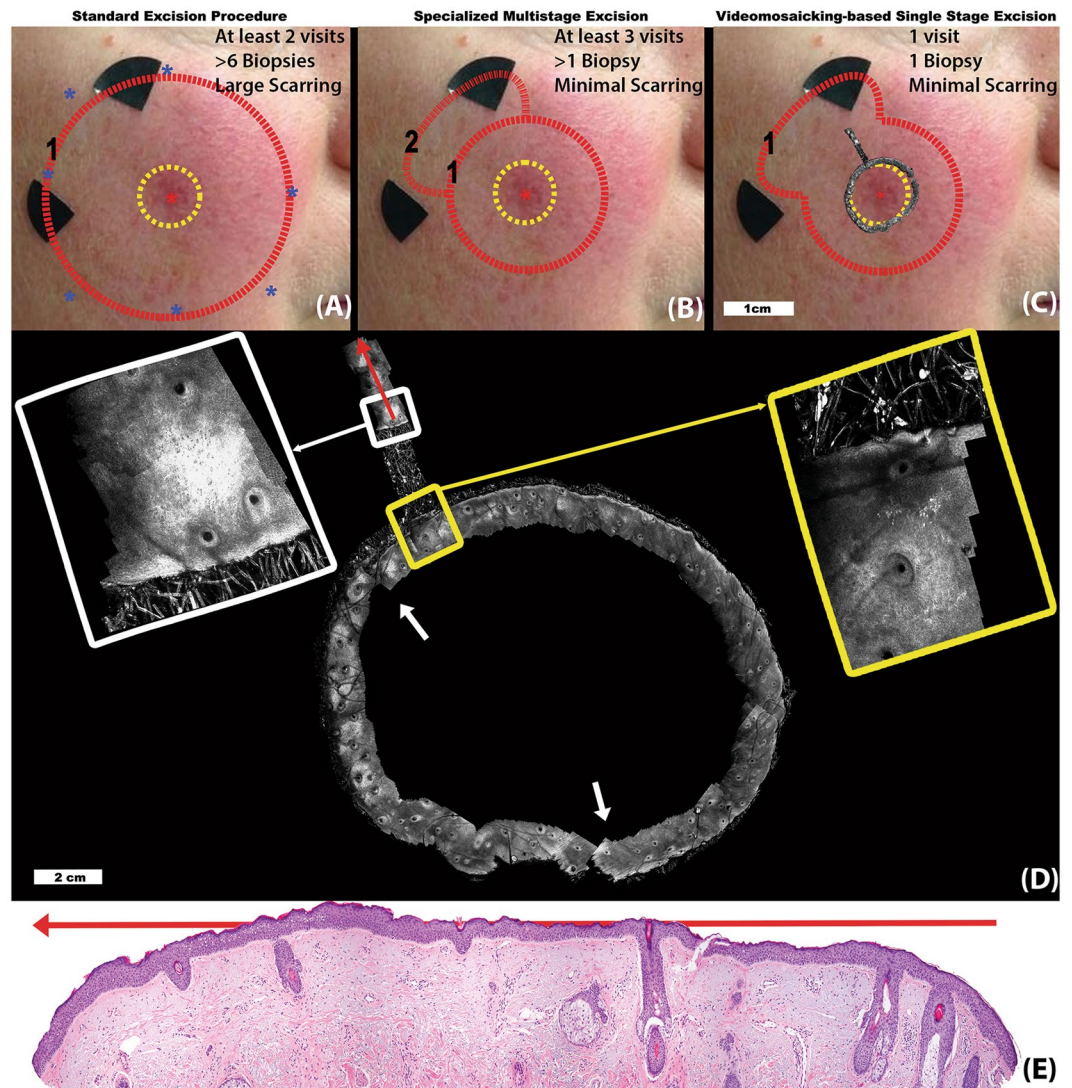 Standard Excision Procedure
At least 2 visits
>6 Biopsies
Large Scarring
1
*
*
*
*
*
*
*
*
(A)
Specialized Multistage Excision
At least 3 visits
>1 Biopsy
Minimal Scarring
2
1
*
(B)
Videomosaicking-based Single Stage Excision
1 visit
1 Biopsy
Minimal Scarring
1
*
1cm
(C)
2 cm
(D)
(E)